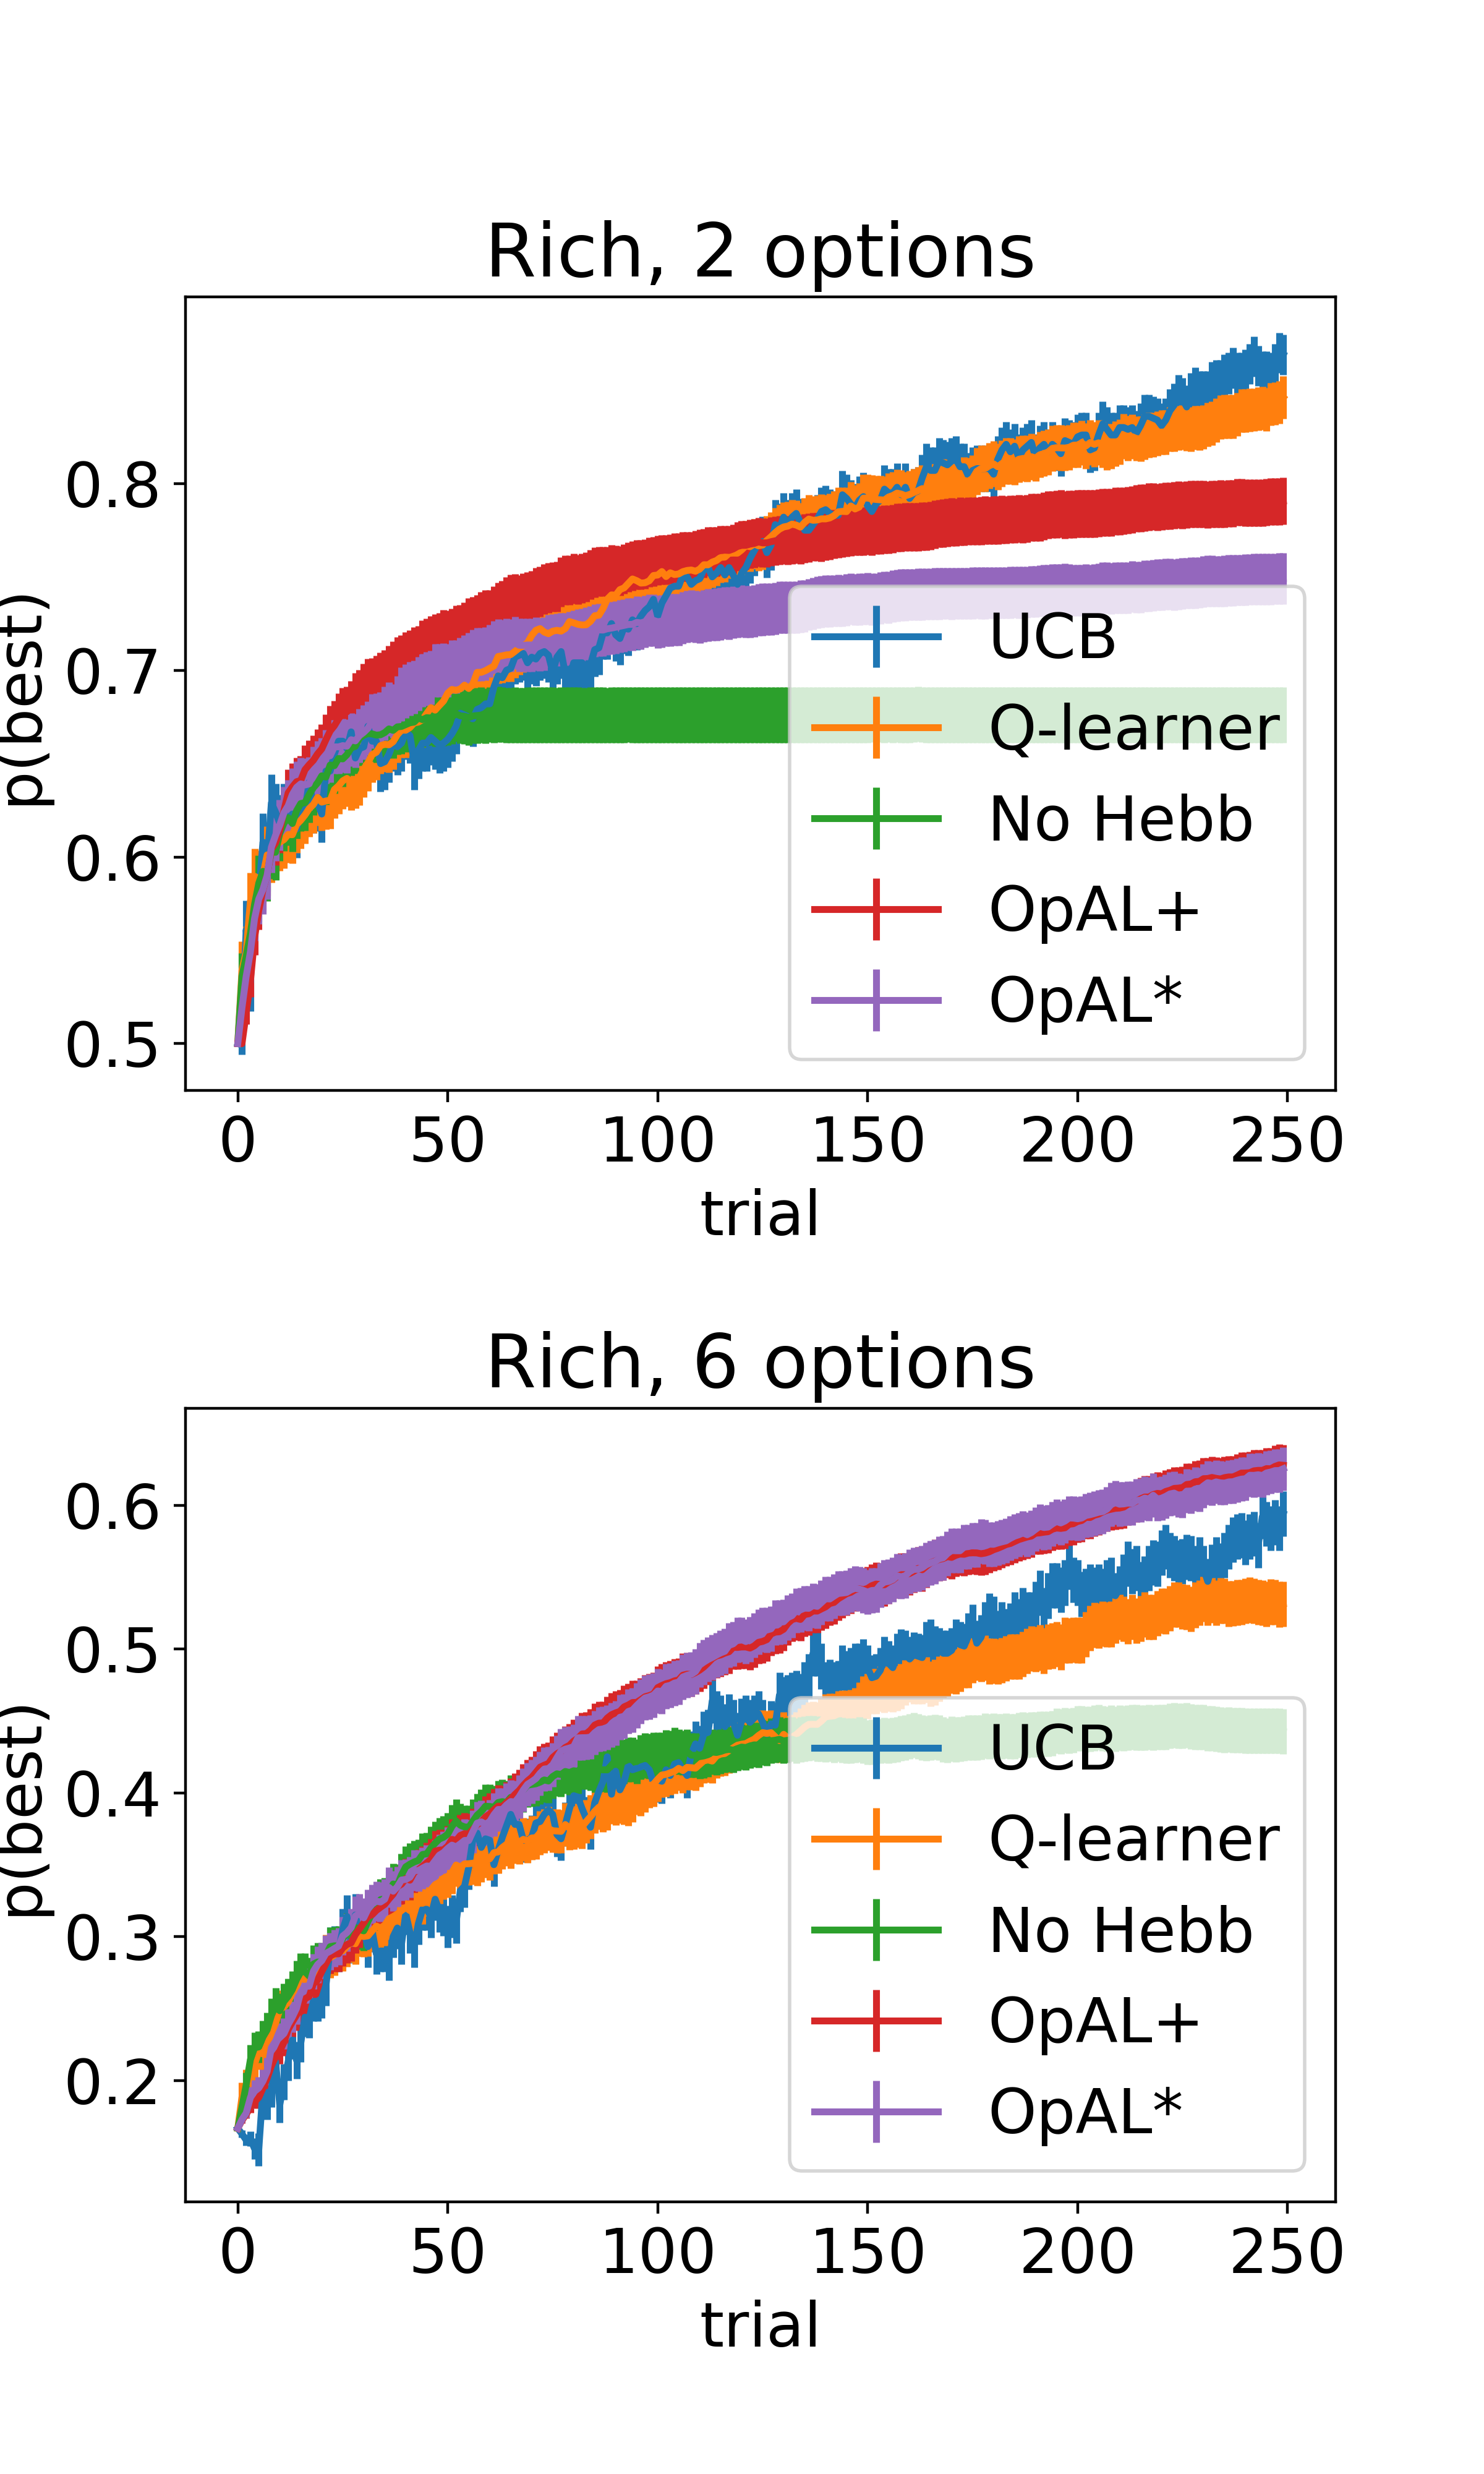 Rich, 2 options
p(best)
0.8
0.7
0.6
0.5
UCB
Q-learner
No Hebb
OpAL+
OpAL*
0 50 100 150 200 250
trial
Rich, 6 options
p(best)
0.6
0.5
0.4
0.3
0.2
UCB
Q-learner
No Hebb
OpAL+
OpAL*
0 50 100 150 200 250
trial